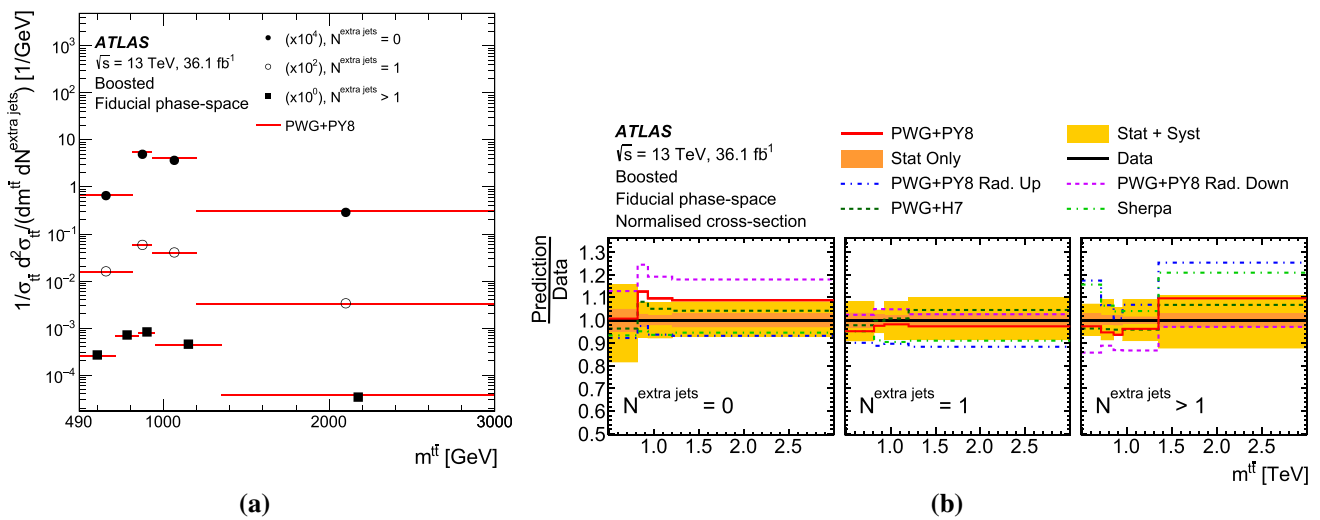 1/σtt̄ d²σtt̄/(dmtt̄ dN^extra jets) [1/GeV]
10³
10²
10
1
10⁻¹
10⁻²
10⁻³
10⁻⁴
ATLAS
√s = 13 TeV, 36.1 fb⁻¹
Boosted
Fiducial phase-space
(x10⁴), N^extra jets = 0
(x10²), N^extra jets = 1
(x10⁰), N^extra jets > 1
PWG+PY8
490 1000 2000 3000
m^tt̄ [GeV]
(a)
ATLAS
√s = 13 TeV, 36.1 fb⁻¹
Boosted
Fiducial phase-space
Normalised cross-section
PWG+PY8
Stat Only
PWG+PY8 Rad. Up
PWG+H7
Stat + Syst
Data
PWG+PY8 Rad. Down
Sherpa
Prediction
Data
1.3
1.2
1.1
1.0
0.9
0.8
0.7
0.6
0.5
N^extra jets = 0
N^extra jets = 1
N^extra jets > 1
1.0 1.5 2.0 2.5
1.0 1.5 2.0 2.5
1.0 1.5 2.0 2.5
m^tt̄ [TeV]
(b)